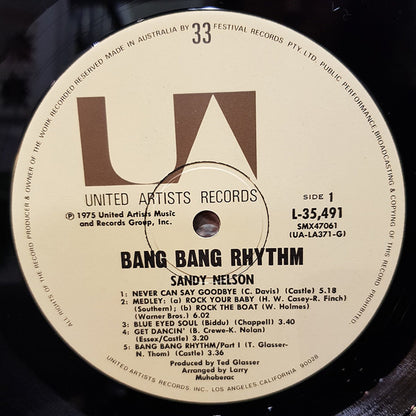 MADE IN AUSTRALIA BY FESTIVAL RECORDS PTY. LTD. PUBLIC PERFORMANCE, BROADCASTING & COPYING OF THIS RECORD PROHIBITED
ALL RIGHTS OF THE RECORD PRODUCER & OWNER OF THE WORK RECORDED RESERVED
33
UA
UNITED ARTISTS RECORDS
SIDE 1
℗ 1975 United Artists Music
and Records Group, Inc.
L-35,491
SMX47061
(UA-LA371-G)
BANG BANG RHYTHM
SANDY NELSON
1 NEVER CAN SAY GOODBYE (C. Davis) (Castle) 5.18
2 MEDLEY: (a) ROCK YOUR BABY (H. W. Casey-R. Finch)
(Southern); (b) ROCK THE BOAT (W. Holmes)
(Warner Bros.) 6.02
3 BLUE EYED SOUL (Biddu) (Chappell) 3.40
4 GET DANCIN' (B. Crewe-K. Nolan)
(Essex/Castle) 3.20
5 BANG BANG RHYTHM/Part I (T. Glasser-
N. Thom) (Castle) 3.36
Produced by Ted Glasser
Arranged by Larry
Muhoberac
UNITED ARTISTS RECORDS INC., LOS ANGELES, CALIFORNIA 90028